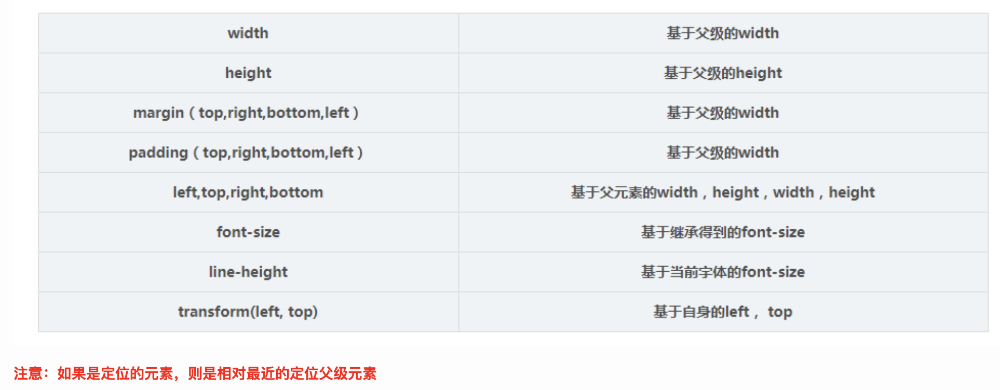 width 基于父级的width
height 基于父级的height
margin（top,right,bottom,left） 基于父级的width
padding（top,right,bottom,left） 基于父级的width
left,top,right,bottom 基于父元素的width，height，width，height
font-size 基于继承得到的font-size
line-height 基于当前字体的font-size
transform(left, top) 基于自身的left， top
注意：如果是定位的元素，则是相对最近的定位父级元素